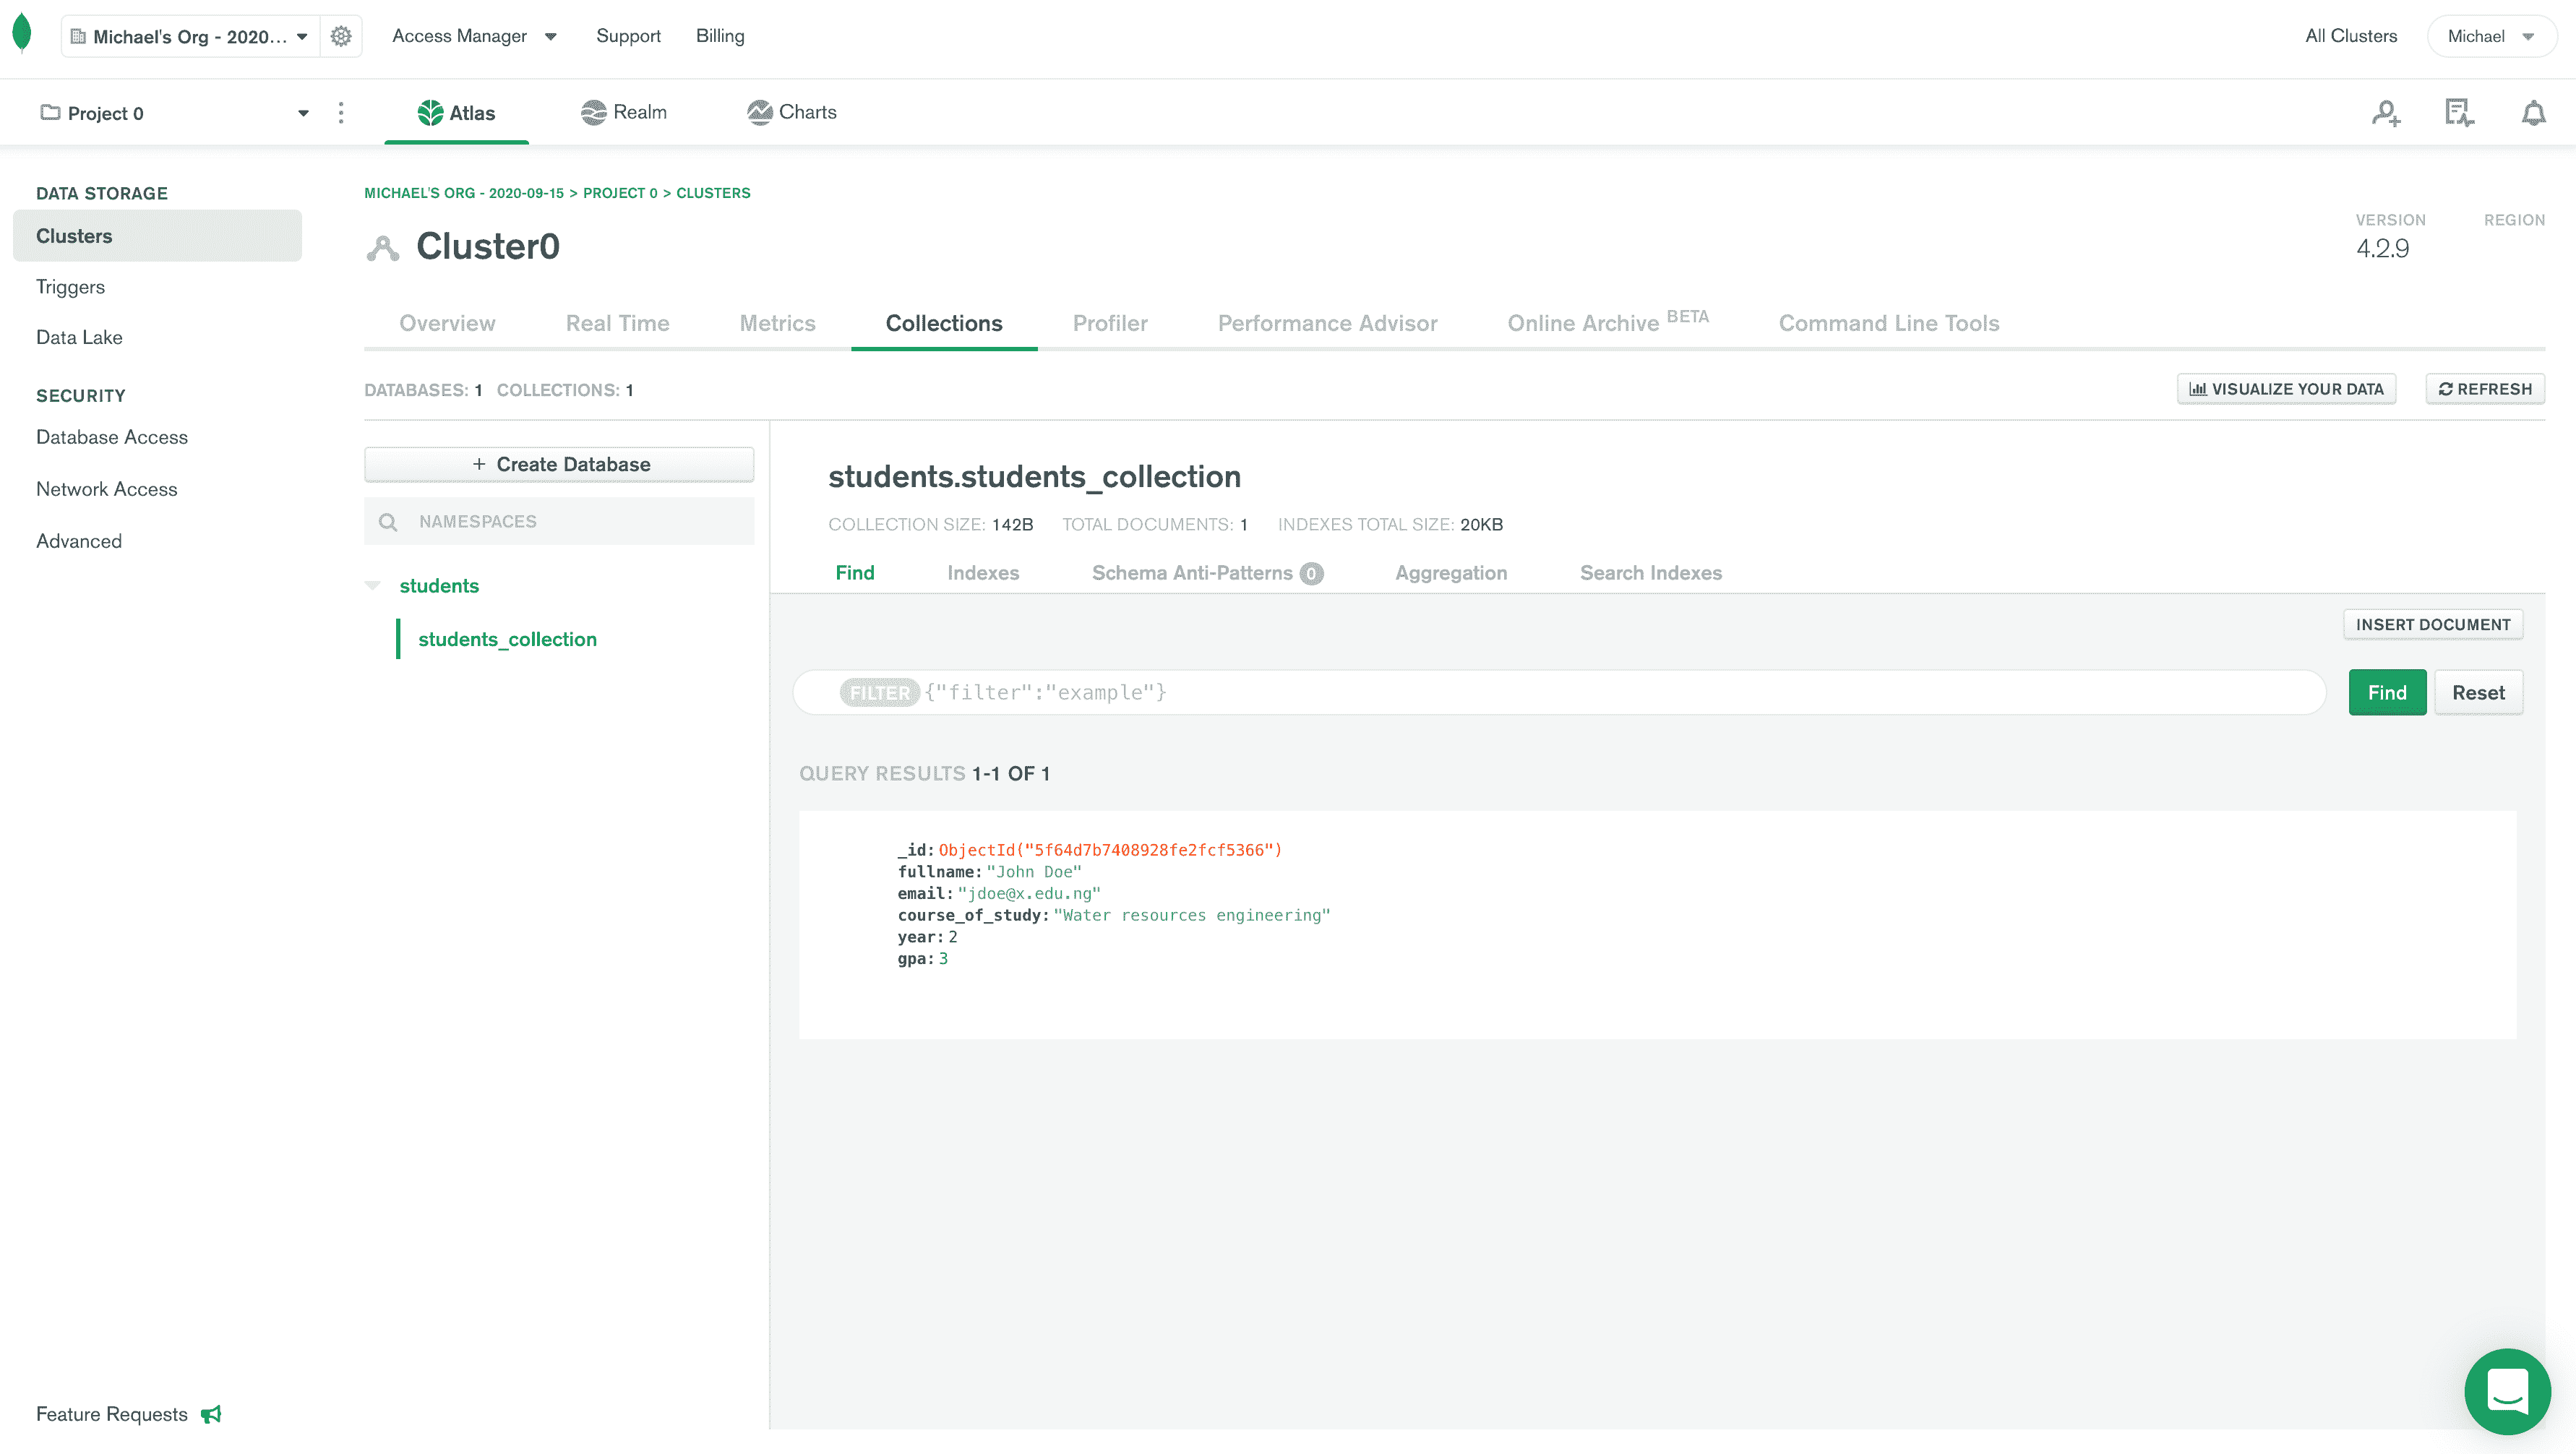 Michael's Org - 2020... Access Manager Support Billing All Clusters Michael
Project 0 Atlas Realm Charts
DATA STORAGE
Clusters
Triggers
Data Lake
SECURITY
Database Access
Network Access
Advanced
Feature Requests
MICHAEL'S ORG - 2020-09-15 > PROJECT 0 > CLUSTERS
Cluster0
VERSION REGION
4.2.9
Overview Real Time Metrics Collections Profiler Performance Advisor Online Archive BETA Command Line Tools
DATABASES: 1 COLLECTIONS: 1 VISUALIZE YOUR DATA REFRESH
+ Create Database
NAMESPACES
students
students_collection
students.students_collection
COLLECTION SIZE: 142B TOTAL DOCUMENTS: 1 INDEXES TOTAL SIZE: 20KB
Find Indexes Schema Anti-Patterns 0 Aggregation Search Indexes
INSERT DOCUMENT
FILTER {"filter":"example"} Find Reset
QUERY RESULTS 1-1 OF 1
_id: ObjectId("5f64d7b7408928fe2fcf5366")
fullname: "John Doe"
email: "jdoe@x.edu.ng"
course_of_study: "Water resources engineering"
year: 2
gpa: 3